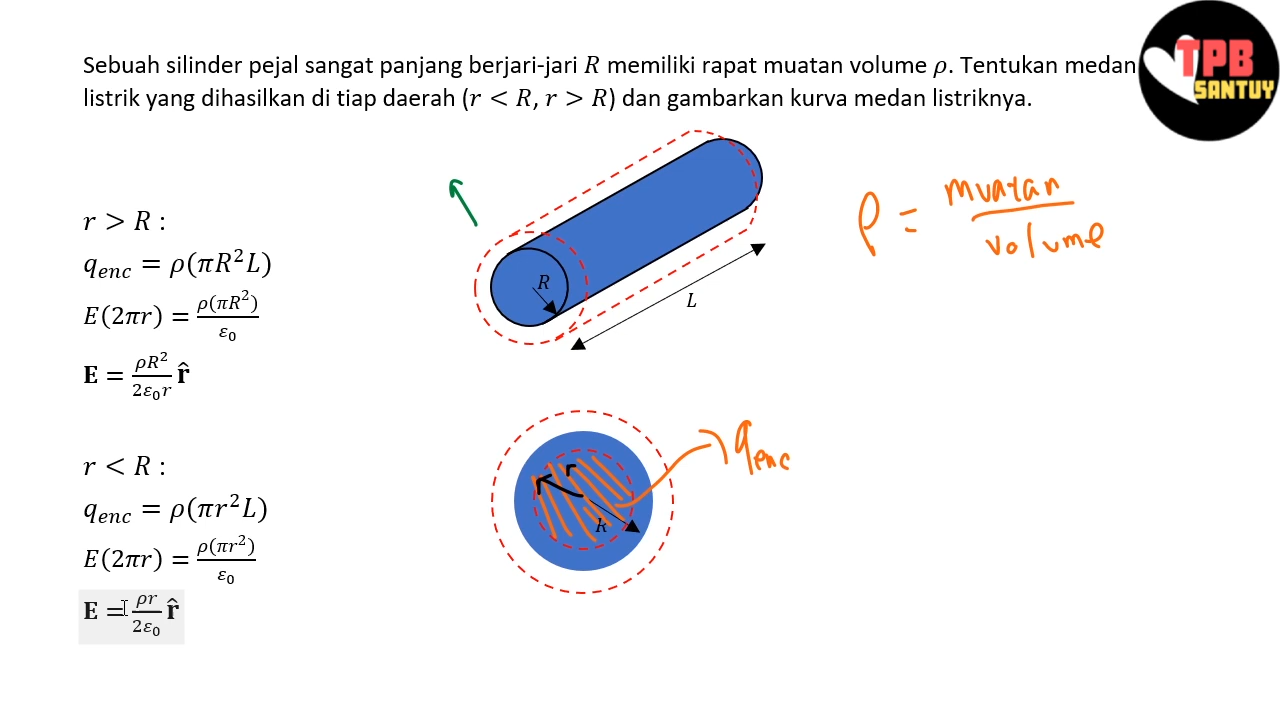 Sebuah silinder pejal sangat panjang berjari-jari R memiliki rapat muatan volume ρ. Tentukan medan
listrik yang dihasilkan di tiap daerah (r < R, r > R) dan gambarkan kurva medan listriknya.
TPB
SANTUY
r > R :
q_enc = ρ(πR²L)
E(2πr) = ρ(πR²)/ε₀
𝐄 = ρR²/2ε₀r 𝐫̂
R
L
ρ = muatan/volume
r < R :
q_enc = ρ(πr²L)
E(2πr) = ρ(πr²)/ε₀
𝐄 = ρr/2ε₀ 𝐫̂
r
R
q_enc